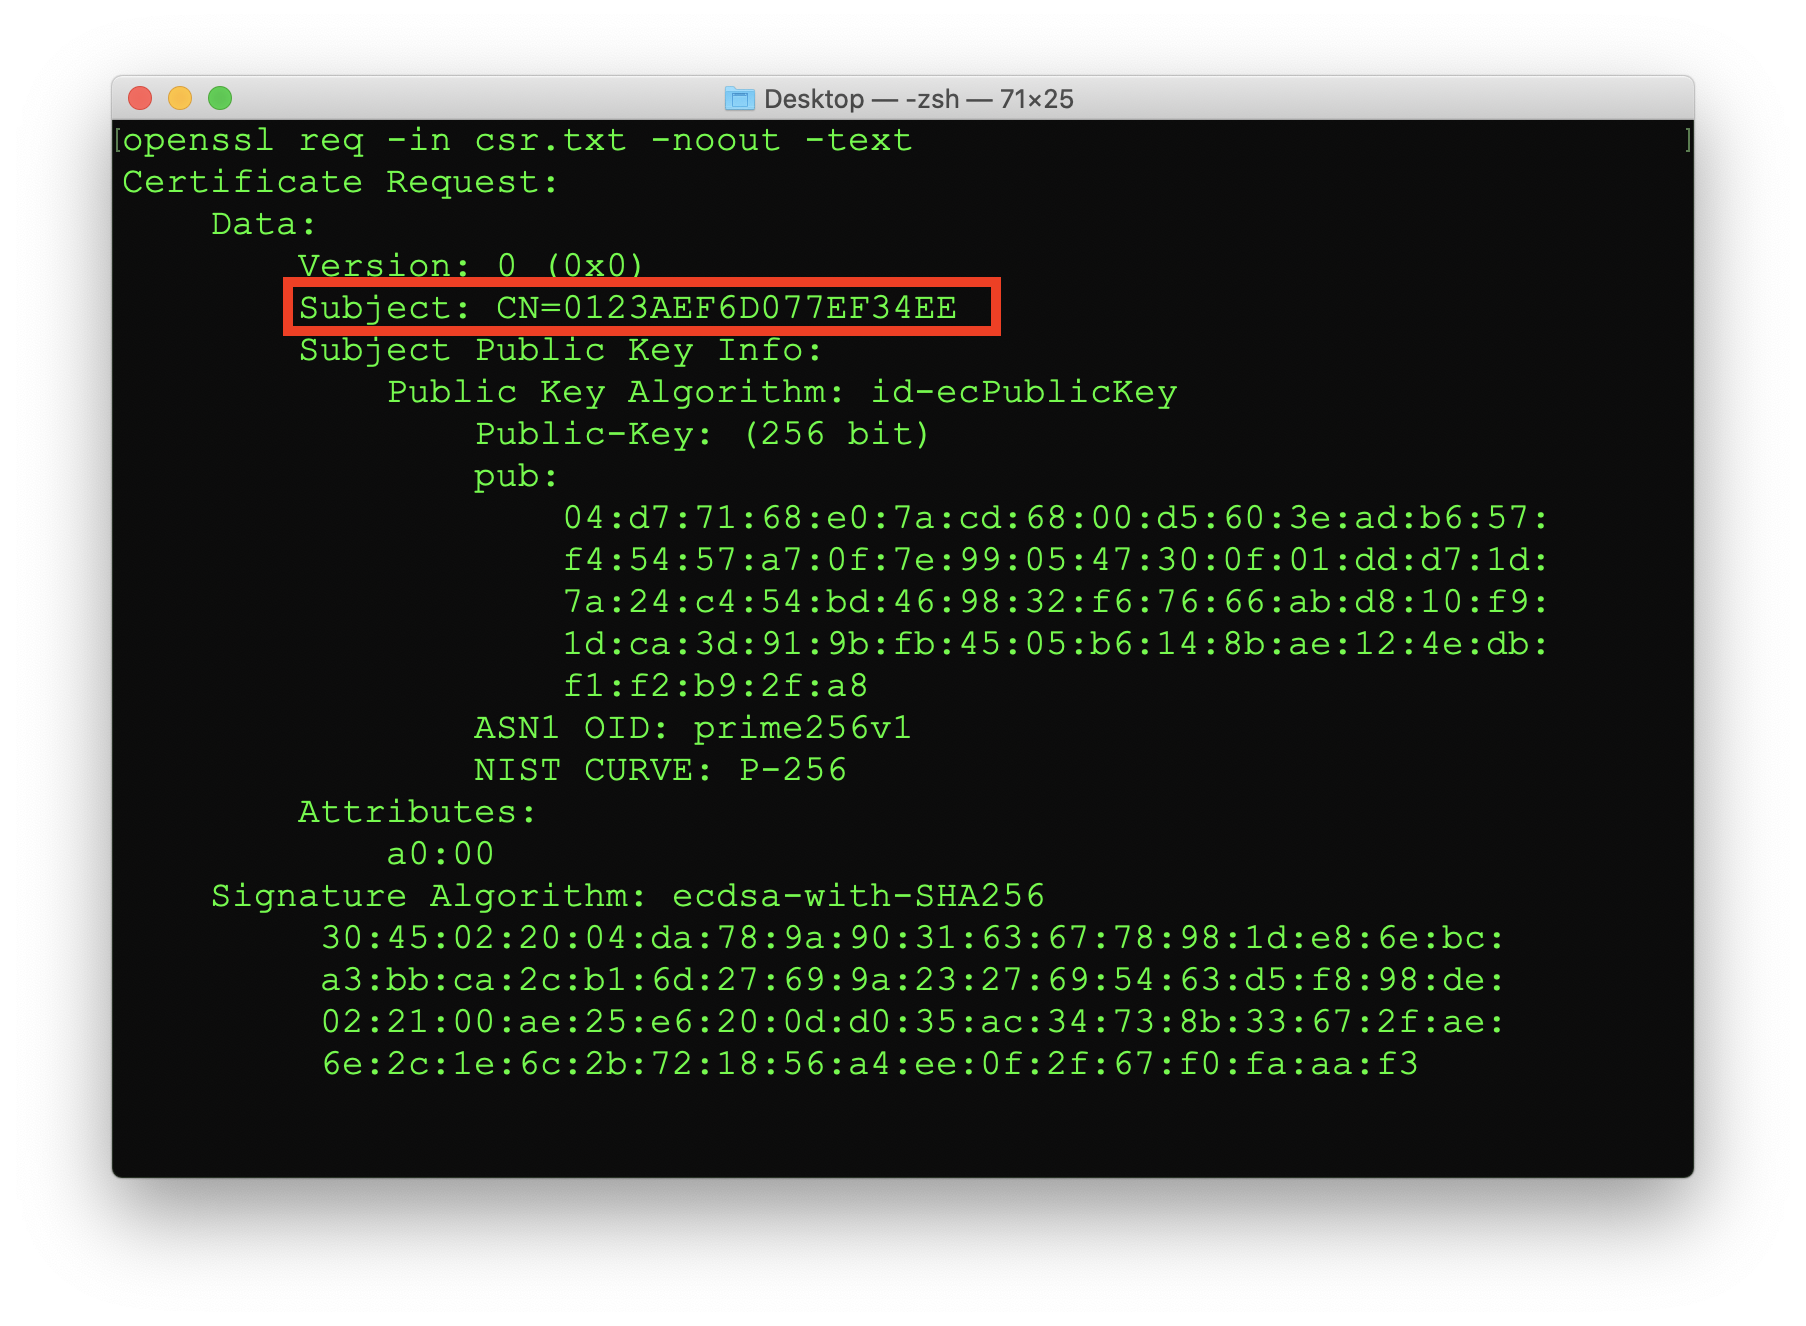 Desktop — -zsh — 71×25
[openssl req -in csr.txt -noout -text ]
Certificate Request:
Data:
Version: 0 (0x0)
Subject: CN=0123AEF6D077EF34EE
Subject Public Key Info:
Public Key Algorithm: id-ecPublicKey
Public-Key: (256 bit)
pub:
04:d7:71:68:e0:7a:cd:68:00:d5:60:3e:ad:b6:57:
f4:54:57:a7:0f:7e:99:05:47:30:0f:01:dd:d7:1d:
7a:24:c4:54:bd:46:98:32:f6:76:66:ab:d8:10:f9:
1d:ca:3d:91:9b:fb:45:05:b6:14:8b:ae:12:4e:db:
f1:f2:b9:2f:a8
ASN1 OID: prime256v1
NIST CURVE: P-256
Attributes:
a0:00
Signature Algorithm: ecdsa-with-SHA256
30:45:02:20:04:da:78:9a:90:31:63:67:78:98:1d:e8:6e:bc:
a3:bb:ca:2c:b1:6d:27:69:9a:23:27:69:54:63:d5:f8:98:de:
02:21:00:ae:25:e6:20:0d:d0:35:ac:34:73:8b:33:67:2f:ae:
6e:2c:1e:6c:2b:72:18:56:a4:ee:0f:2f:67:f0:fa:aa:f3